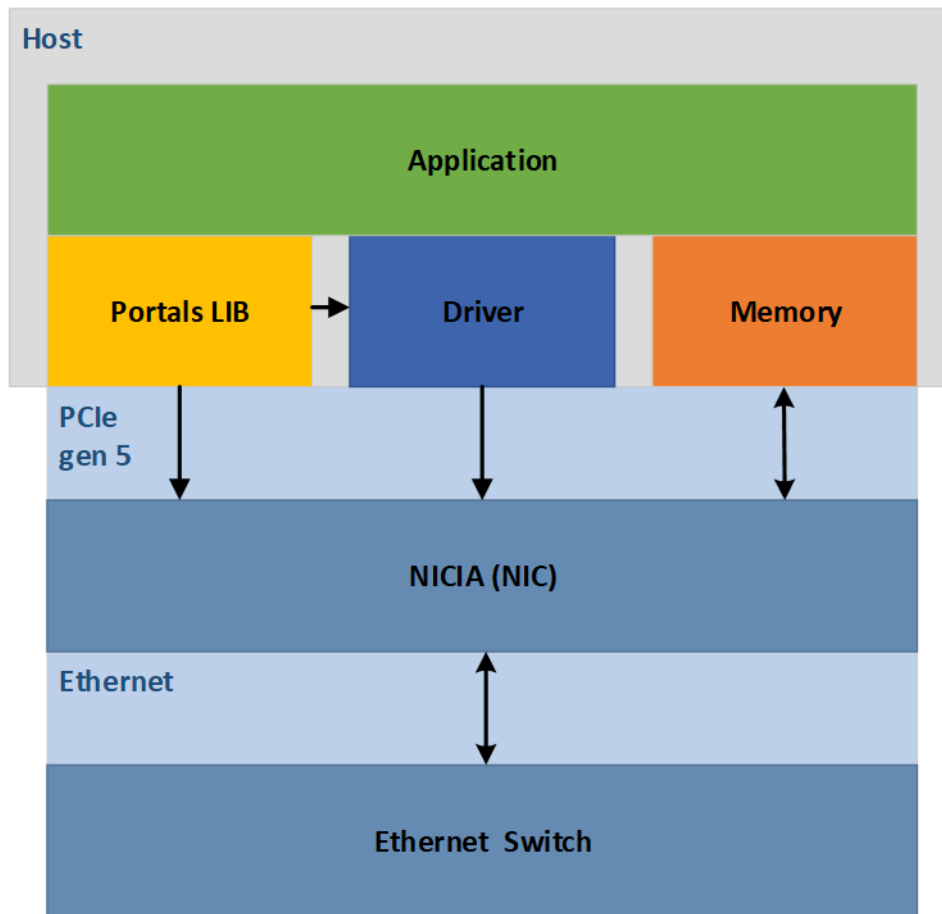 Host
Application
Portals LIB
Driver
Memory
PCIe
gen 5
NICIA (NIC)
Ethernet
Ethernet Switch